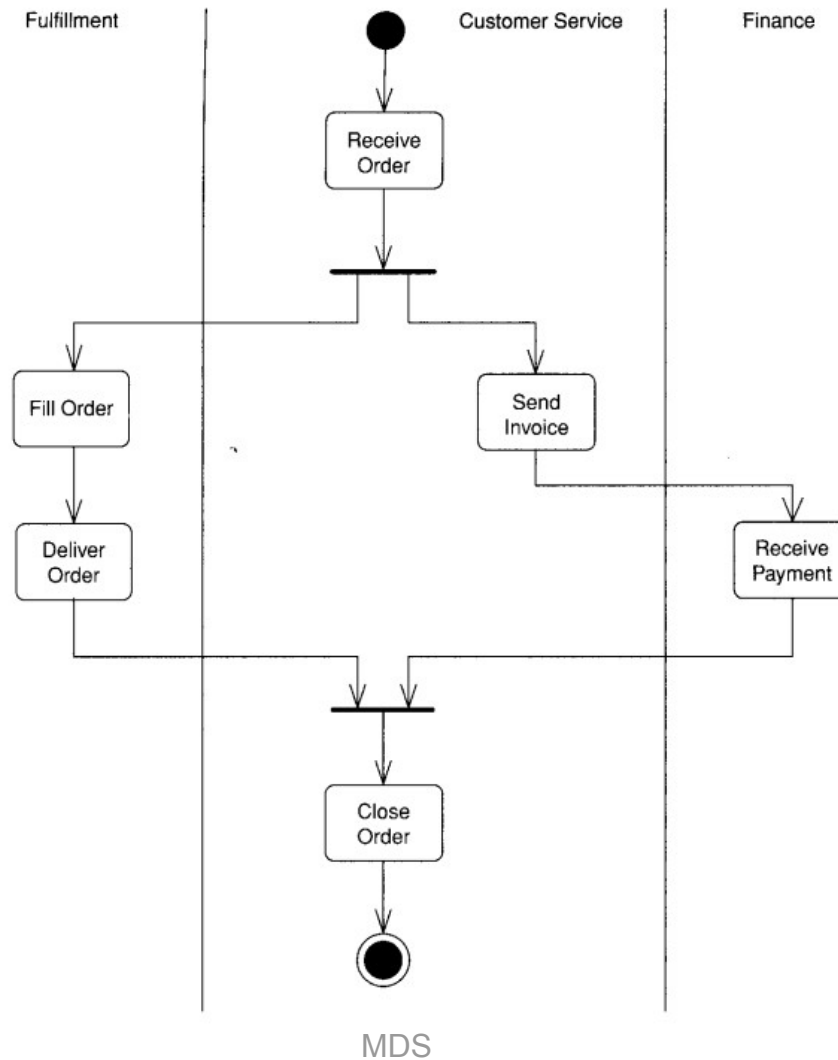 Fulfillment
Customer Service
Finance
Receive
Order
Fill Order
Send
Invoice
Deliver
Order
Receive
Payment
Close
Order
MDS